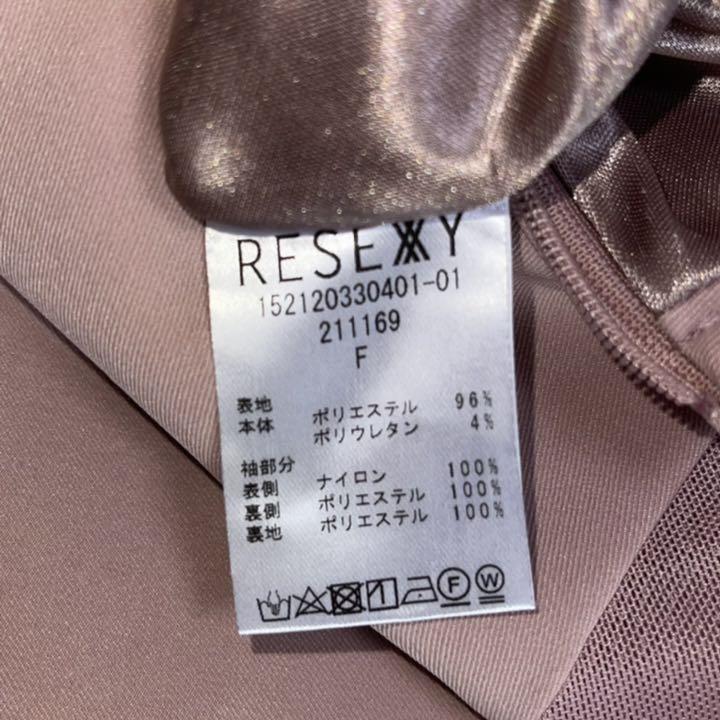 RESEXXY
152120330401-01
211169
F
表地
本体 ポリエステル 96%
ポリウレタン 4%
袖部分
表側 ナイロン 100%
裏側 ポリエステル 100%
裏地 ポリエステル 100%
F W